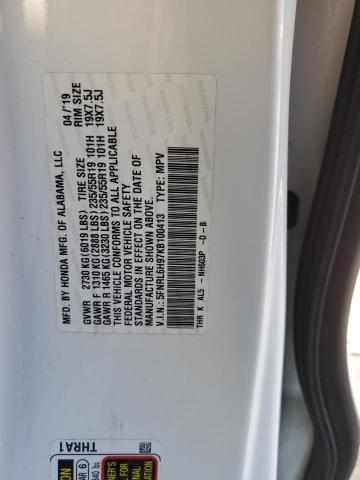 MFD. BY HONDA MFG. OF ALABAMA, LLC 04/'19
GVWR 2730 KG(6019 LBS) TIRE SIZE RIM SIZE
GAWR F 1310 KG(2888 LBS) 235/55R19 101H 19X7.5J
GAWR R 1465 KG(3230 LBS) 235/55R19 101H 19X7.5J
THIS VEHICLE CONFORMS TO ALL APPLICABLE
FEDERAL MOTOR VEHICLE SAFETY
STANDARDS IN EFFECT ON THE DATE OF
MANUFACTURE SHOWN ABOVE.
V.I.N.: 5FNRL6H97KB100413 TYPE: MPV
THR K AL5 - NH603P -D -B
THRA1